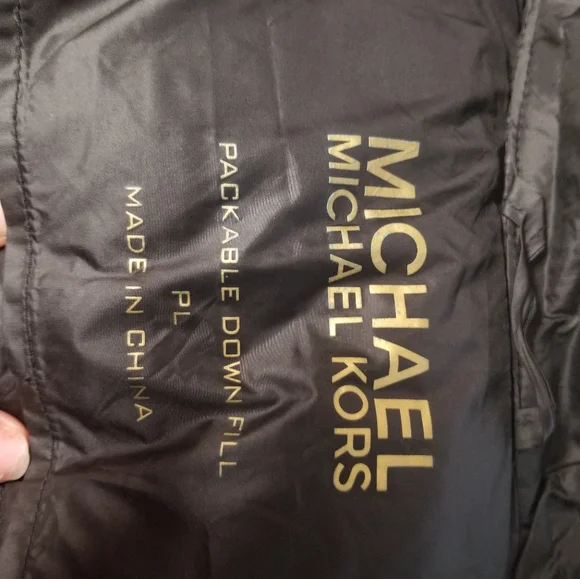 MICHAEL
MICHAEL KORS
PACKABLE DOWN FILL
PL
MADE IN CHINA